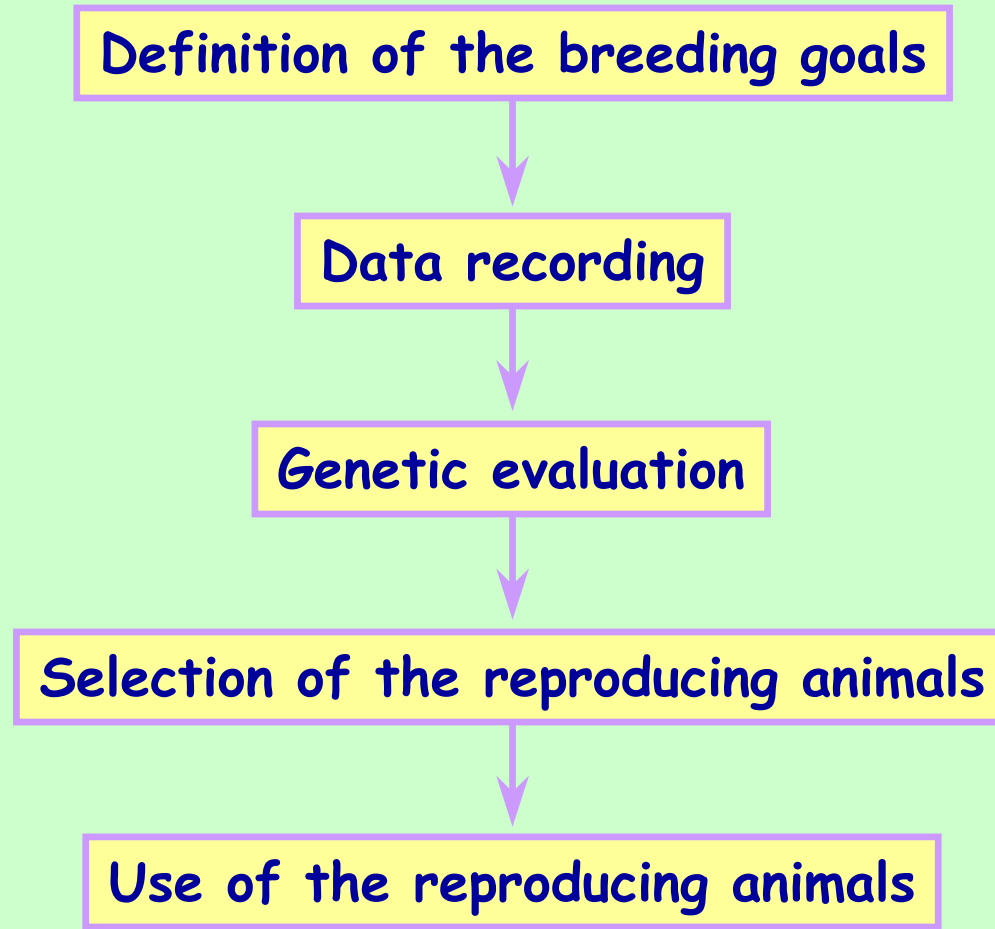 Definition of the breeding goals
Data recording
Genetic evaluation
Selection of the reproducing animals
Use of the reproducing animals